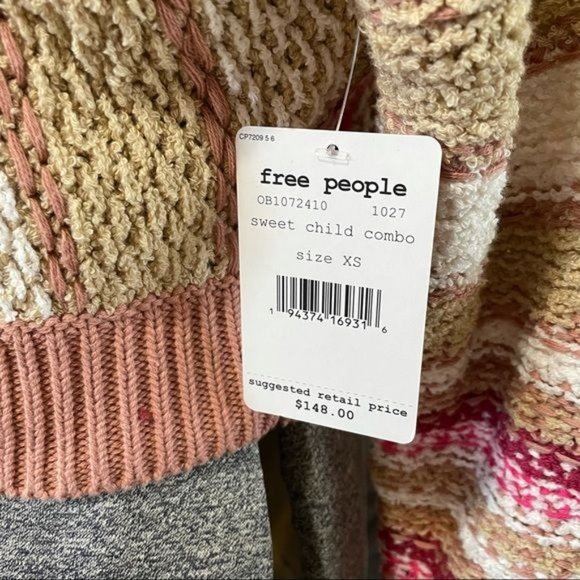 CP7209 5 6
free people
OB1072410 1027
sweet child combo
size XS
1 94374 16931 6
suggested retail price
$148.00